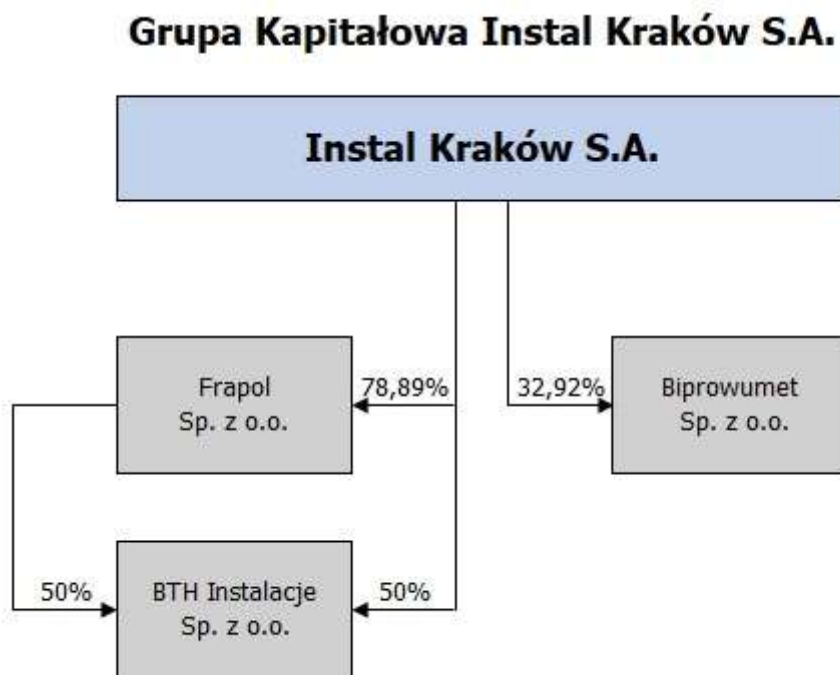 Grupa Kapitałowa Instal Kraków S.A.
Instal Kraków S.A.
Frapol
Sp. z o.o.
78,89%
32,92%
Biprowumet
Sp. z o.o.
50%
BTH Instalacje
Sp. z o.o.
50%